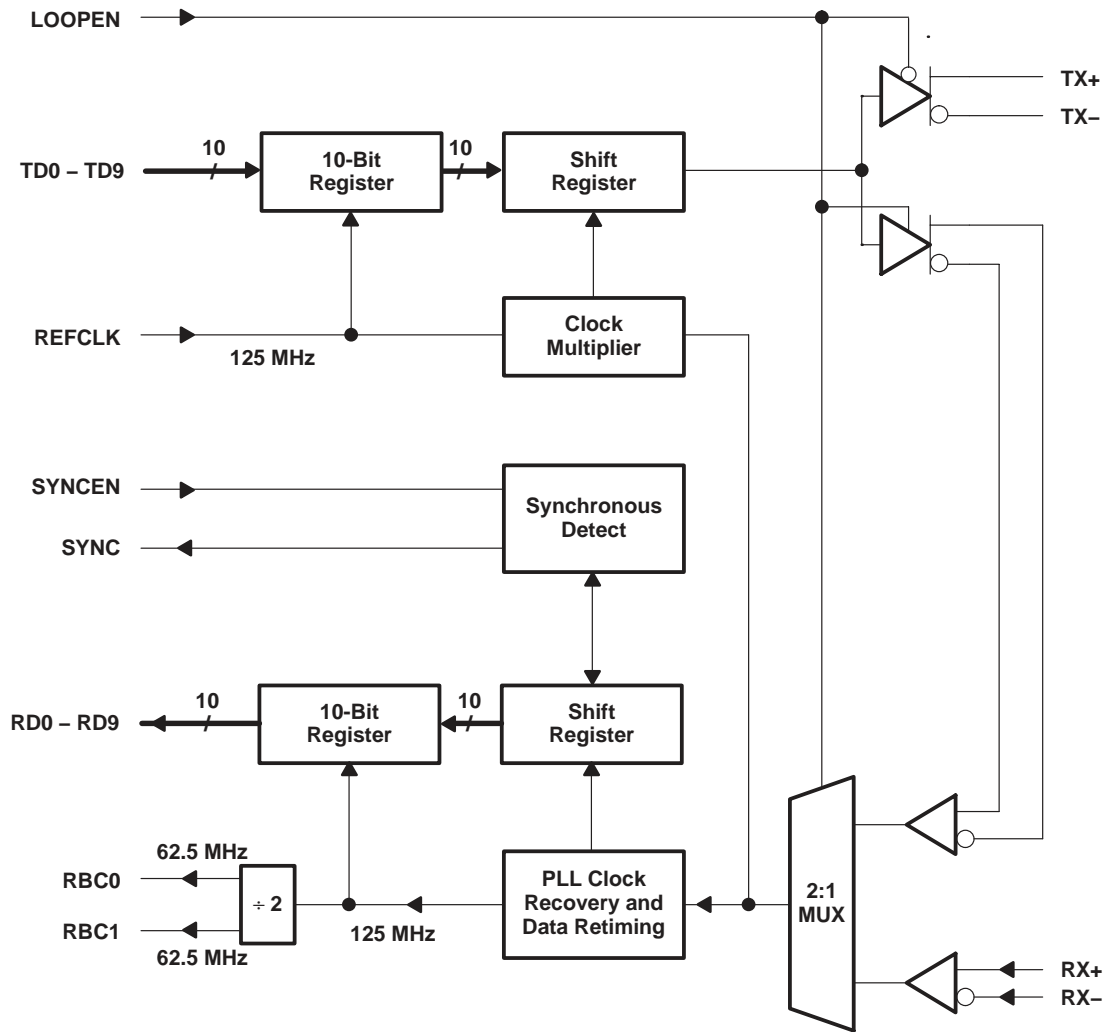 LOOPEN
TX+
TX–
TD0 – TD9
10
10-Bit
Register
10
Shift
Register
REFCLK
125 MHz
Clock
Multiplier
SYNCEN
SYNC
Synchronous
Detect
RD0 – RD9
10
10-Bit
Register
10
Shift
Register
RBC0
62.5 MHz
RBC1
62.5 MHz
÷ 2
125 MHz
PLL Clock
Recovery and
Data Retiming
2:1
MUX
RX+
RX–